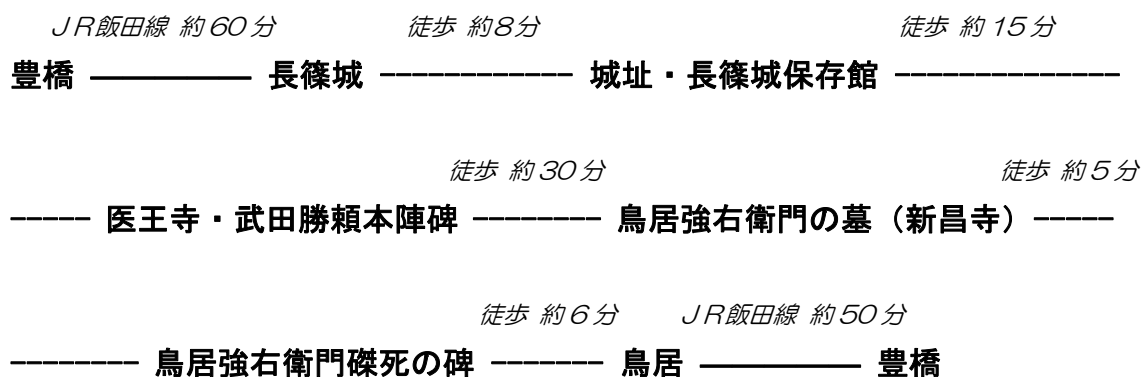 JR飯田線 約60分 徒歩 約8分 徒歩 約15分
豊橋 ―――――― 長篠城 ------------ 城址・長篠城保存館 --------------
徒歩 約30分 徒歩 約5分
----- 医王寺・武田勝頼本陣碑 -------- 鳥居強右衛門の墓(新昌寺)-----
徒歩 約6分 JR飯田線 約50分
-------- 鳥居強右衛門磔死の碑 ------- 鳥居 ―――――― 豊橋